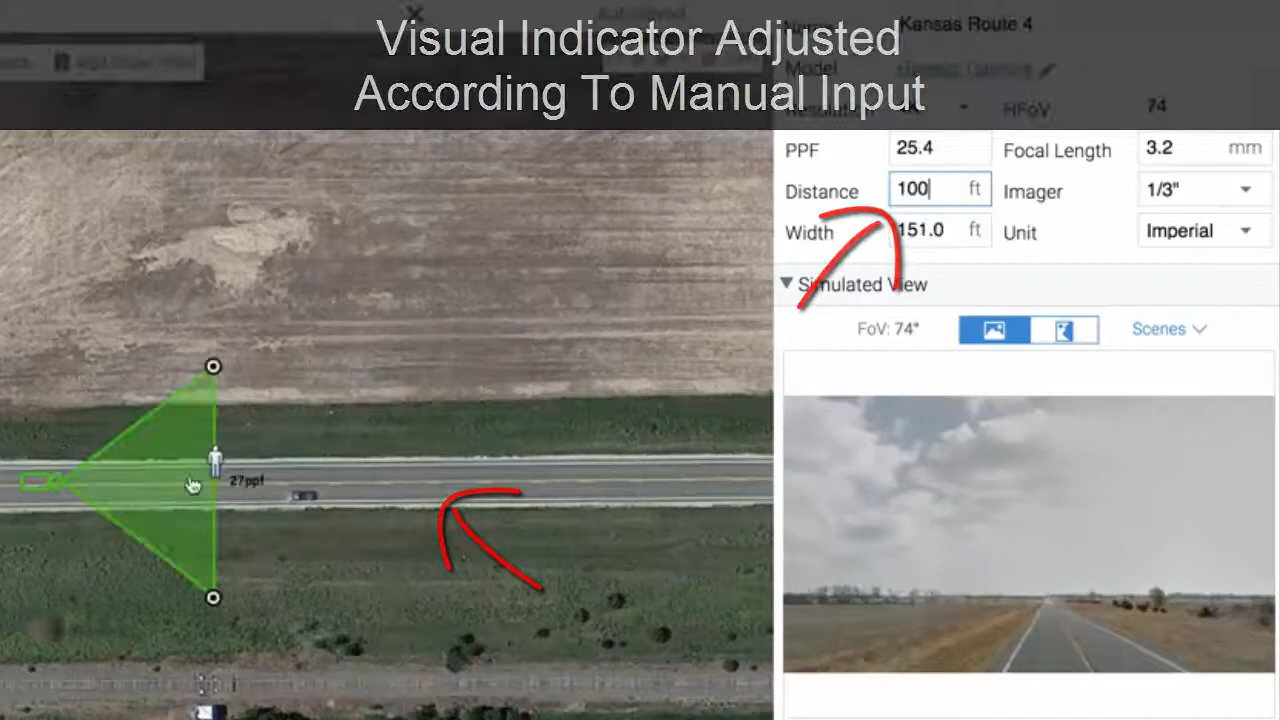 Visual Indicator Adjusted
According To Manual Input
Name Kansas Route 4
Model
Resolution HFoV 74
PPF 25.4 Focal Length 3.2 mm
Distance 100 ft Imager 1/3"
Width 151.0 ft Unit Imperial
Simulated View
FoV: 74° Scenes
27ppf